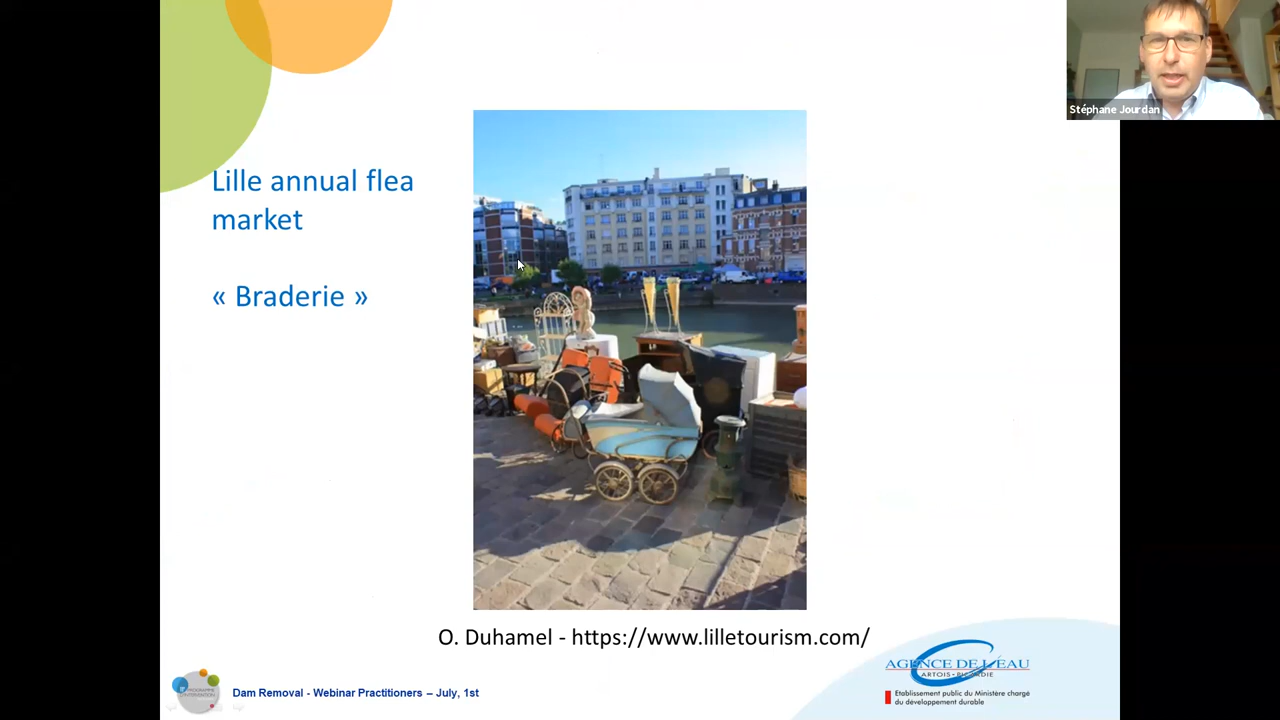 Stéphane Jourdan
Lille annual flea
market
« Braderie »
O. Duhamel - https://www.lilletourism.com/
Dam Removal - Webinar Practitioners – July, 1st
AGENCE DE L'EAU
ARTOIS - PICARDIE
Etablissement public du Ministère chargé
du développement durable